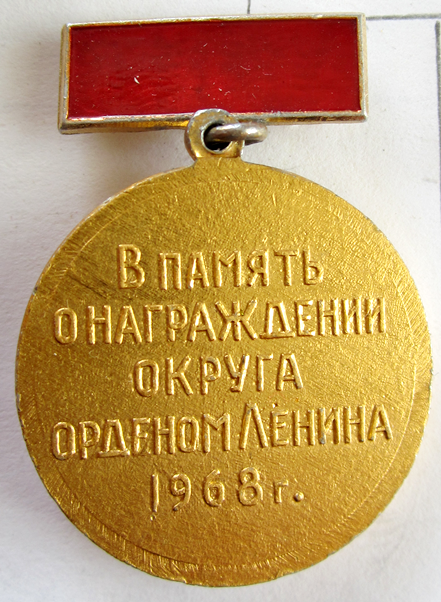 В ПАМЯТЬ
О НАГРАЖДЕНИИ
ОКРУГА
ОРДЕНОМ ЛЕНИНА
1968 г.